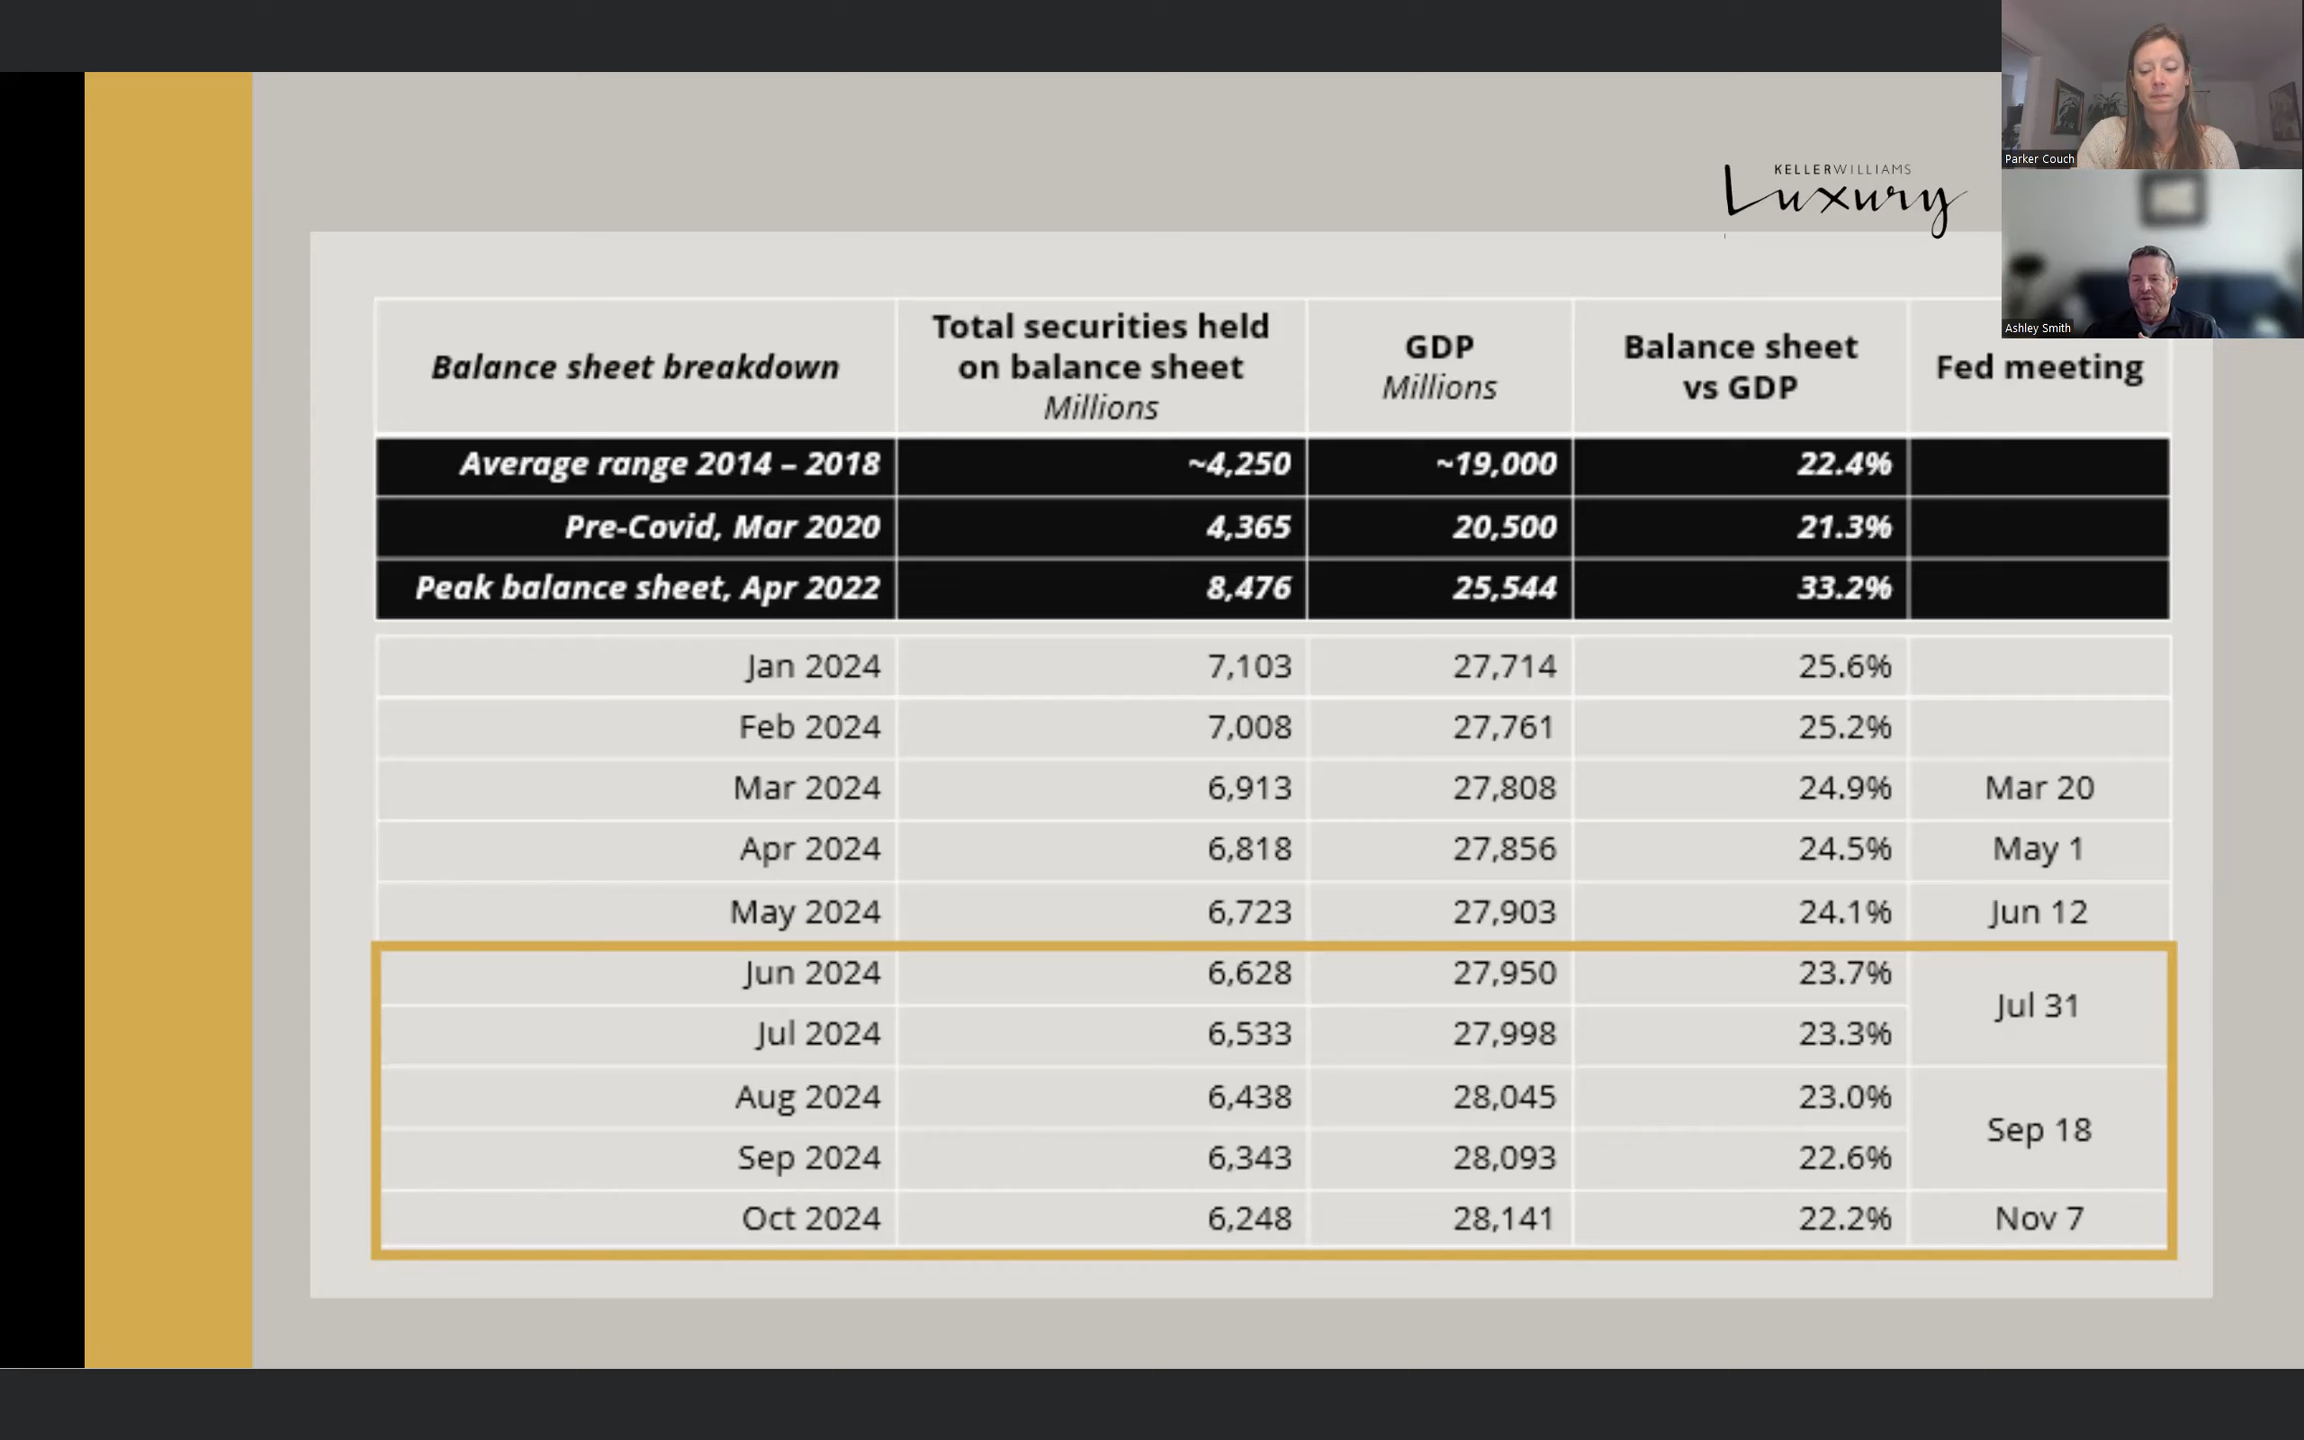 Parker Couch
KELLERWILLIAMS
Luxury
Ashley Smith
Balance sheet breakdown
Total securities held
on balance sheet
Millions
GDP
Millions
Balance sheet
vs GDP
Fed meeting
Average range 2014 – 2018 ~4,250 ~19,000 22.4%
Pre-Covid, Mar 2020 4,365 20,500 21.3%
Peak balance sheet, Apr 2022 8,476 25,544 33.2%
Jan 2024 7,103 27,714 25.6%
Feb 2024 7,008 27,761 25.2%
Mar 2024 6,913 27,808 24.9% Mar 20
Apr 2024 6,818 27,856 24.5% May 1
May 2024 6,723 27,903 24.1% Jun 12
Jun 2024 6,628 27,950 23.7%
Jul 31
Jul 2024 6,533 27,998 23.3%
Aug 2024 6,438 28,045 23.0%
Sep 18
Sep 2024 6,343 28,093 22.6%
Oct 2024 6,248 28,141 22.2% Nov 7